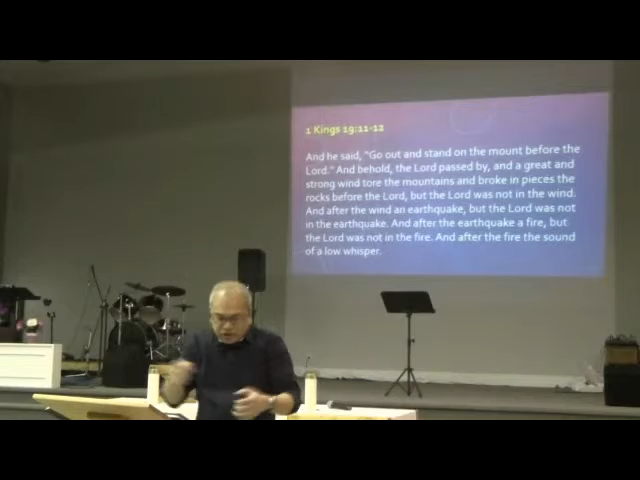 1 Kings 19:11-12
And he said, "Go out and stand on the mount before the
Lord." And behold, the Lord passed by, and a great and
strong wind tore the mountains and broke in pieces the
rocks before the Lord, but the Lord was not in the wind.
And after the wind an earthquake, but the Lord was not
in the earthquake. And after the earthquake a fire, but
the Lord was not in the fire. And after the fire the sound
of a low whisper.